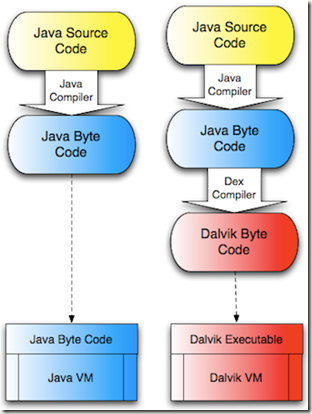 Java Source
Code
Java
Compiler
Java Byte
Code
Java Byte Code
Java VM
Java Source
Code
Java
Compiler
Java Byte
Code
Dex
Compiler
Dalvik Byte
Code
Dalvik Executable
Dalvik VM